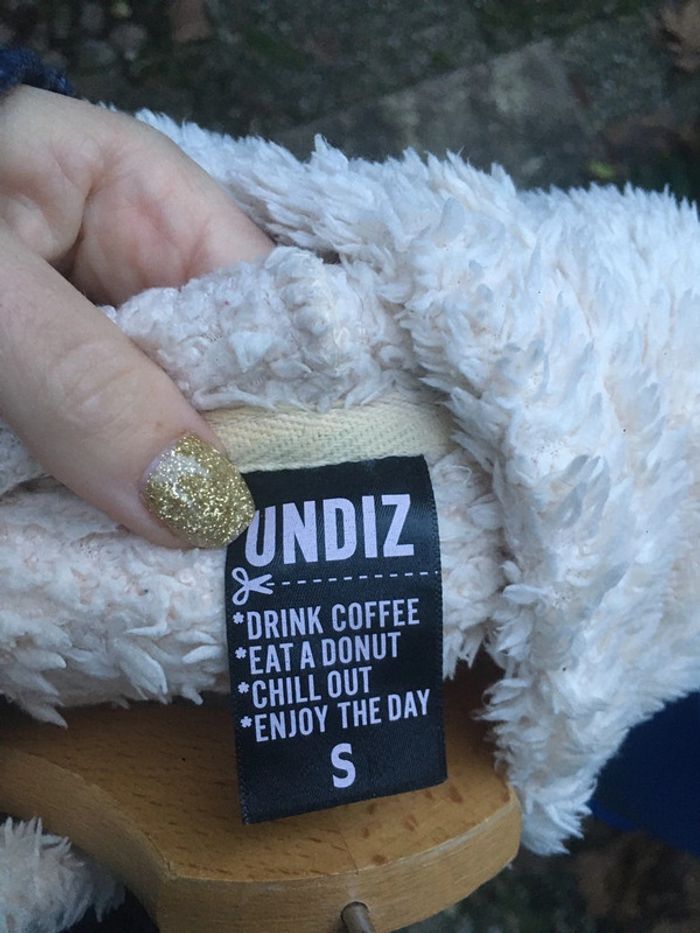 UNDIZ
*DRINK COFFEE
*EAT A DONUT
*CHILL OUT
*ENJOY THE DAY
S